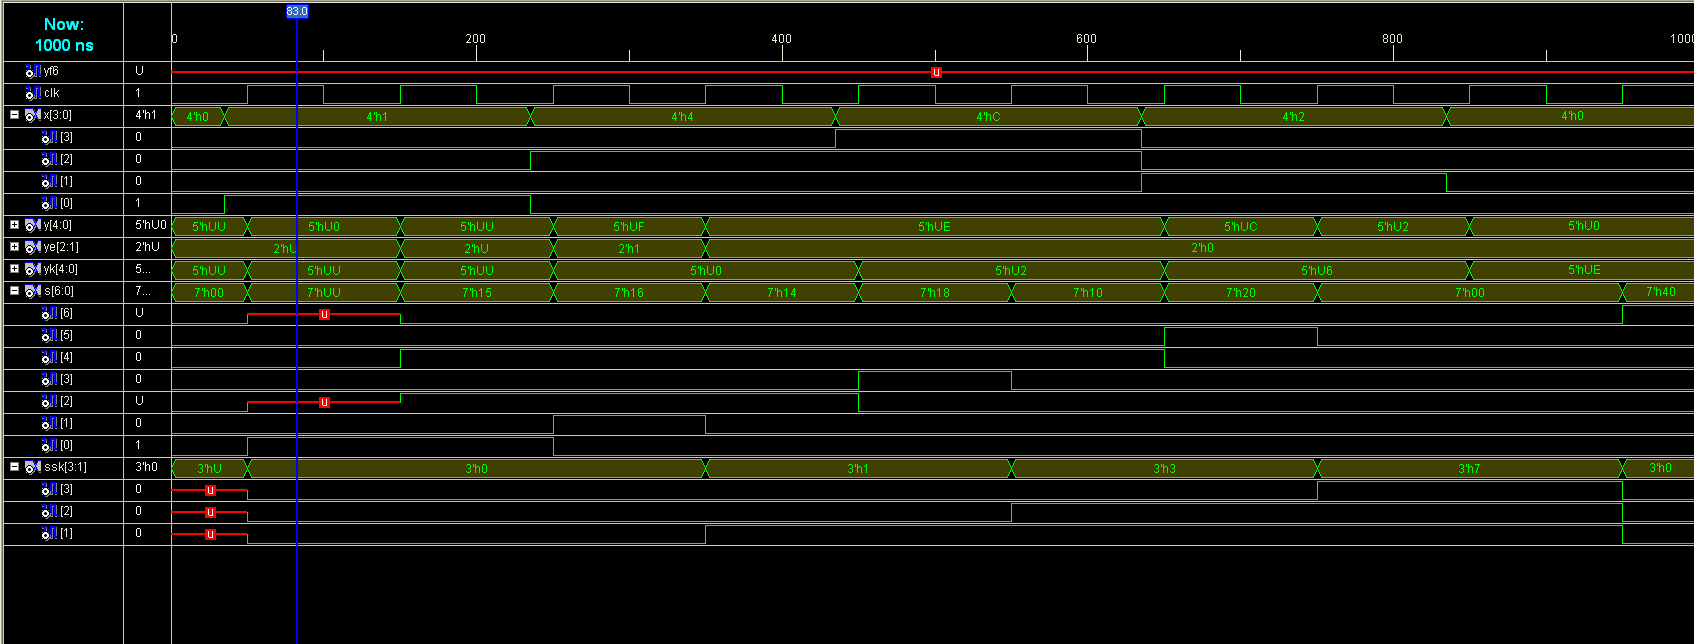 83.0
Now:
1000 ns
0 200 400 600 800 1000
yf6 U U
clk 1
x[3:0] 4'h1 4'h0 4'h1 4'h4 4'hC 4'h2 4'h0
[3] 0
[2] 0
[1] 0
[0] 1
y[4:0] 5'hU0 5'hUU 5'hU0 5'hUU 5'hUF 5'hUE 5'hUC 5'hU2 5'hU0
ye[2:1] 2'hU 2'hU 2'hU 2'h1 2'h0
yk[4:0] 5... 5'hUU 5'hUU 5'hUU 5'hU0 5'hU2 5'hU6 5'hUE
s[6:0] 7... 7'h00 7'hUU 7'h15 7'h16 7'h14 7'h18 7'h10 7'h20 7'h00 7'h40
[6] U U
[5] 0
[4] 0
[3] 0
[2] U U
[1] 0
[0] 1
ssk[3:1] 3'h0 3'hU 3'h0 3'h1 3'h3 3'h7 3'h0
[3] 0 U
[2] 0 U
[1] 0 U